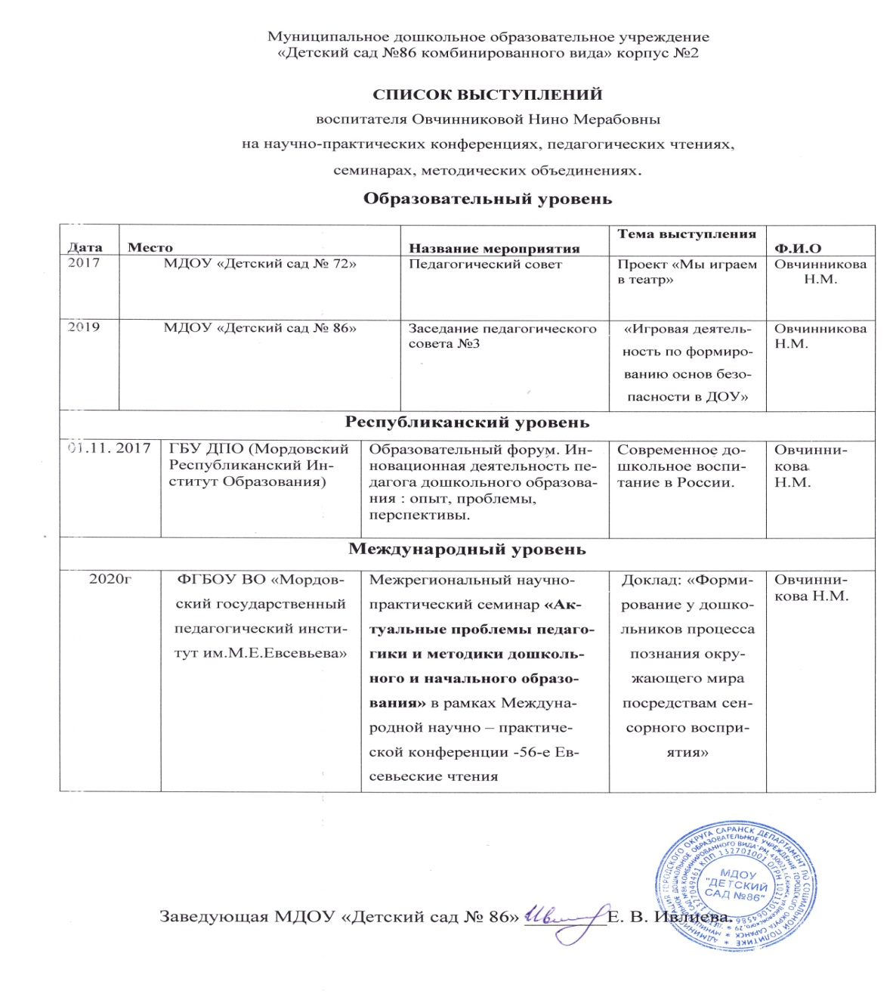 Муниципальное дошкольное образовательное учреждение
«Детский сад №86 комбинированного вида» корпус №2
СПИСОК ВЫСТУПЛЕНИЙ
воспитателя Овчинниковой Нино Мерабовны
на научно-практических конференциях, педагогических чтениях,
семинарах, методических объединениях.
Образовательный уровень
Дата Место Название мероприятия Тема выступления Ф.И.О
2017 МДОУ «Детский сад № 72» Педагогический совет Проект «Мы играем Овчинникова
в театр» Н.М.
2019 МДОУ «Детский сад № 86» Заседание педагогического «Игровая деятель- Овчинникова
совета №3 ность по формиро- Н.М.
ванию основ безо-
пасности в ДОУ»
Республиканский уровень
01.11. 2017 ГБУ ДПО (Мордовский Образовательный форум. Ин- Современное до- Овчинни-
Республиканский Ин- новационная деятельность пе- школьное воспи- кова
ститут Образования) дагога дошкольного образова- тание в России. Н.М.
ния : опыт, проблемы,
перспективы.
Международный уровень
2020г ФГБОУ ВО «Мордов- Межрегиональный научно- Доклад: «Форми- Овчинни-
ский государственный практический семинар «Ак- рование у дошко- кова Н.М.
педагогический инсти- туальные проблемы педаго- льников процесса
тут им.М.Е.Евсевьева» гики и методики дошколь- познания окру-
ного и начального образо- жающего мира
вания» в рамках Междуна- посредствам сен-
родной научно – практиче- сорного воспри-
ской конференции -56-е Ев- ятия»
севьеские чтения
МДОУ
"ДЕТСКИЙ
САД №86"
Заведующая МДОУ «Детский сад № 86» Е. В. Ивлиева.